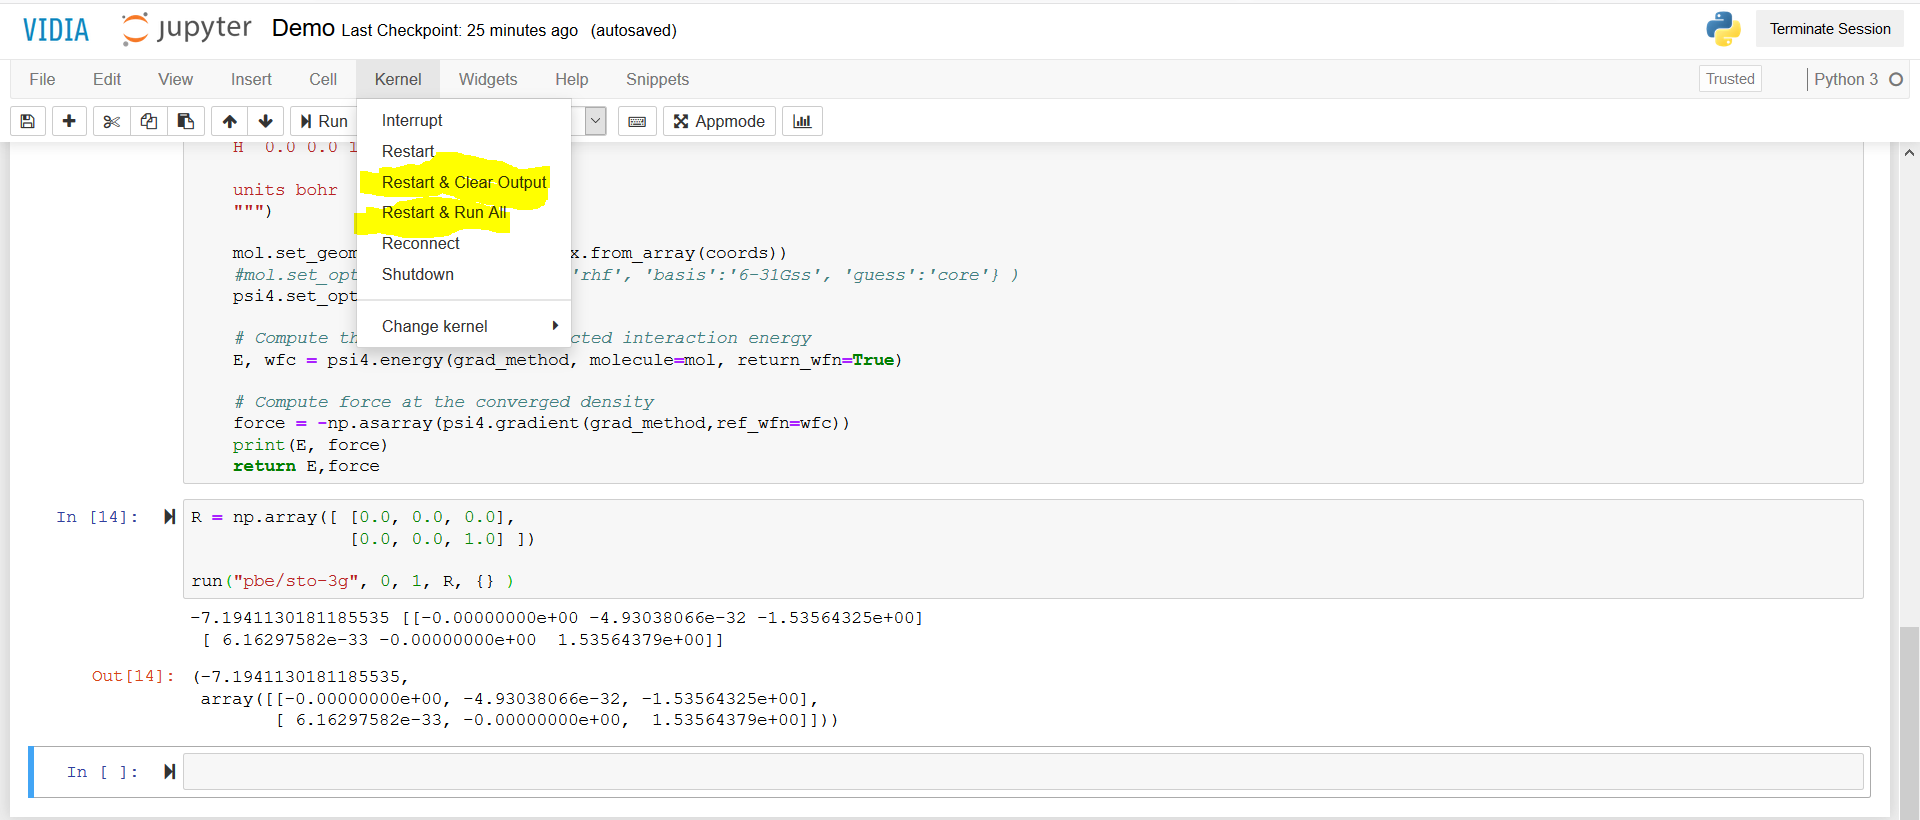 VIDIA jupyter Demo Last Checkpoint: 25 minutes ago (autosaved) Terminate Session
File Edit View Insert Cell Kernel Widgets Help Snippets Trusted Python 3
Run Appmode
Interrupt
Restart
Restart & Clear Output
Restart & Run All
Reconnect
Shutdown
Change kernel
H 0.0 0.0
units bohr
""")
mol.set_geom x.from_array(coords))
#mol.set_opt 'rhf', 'basis':'6-31Gss', 'guess':'core'} )
psi4.set_opt
# Compute th cted interaction energy
E, wfc = psi4.energy(grad_method, molecule=mol, return_wfn=True)
# Compute force at the converged density
force = -np.asarray(psi4.gradient(grad_method,ref_wfn=wfc))
print(E, force)
return E,force
In [14]: R = np.array([ [0.0, 0.0, 0.0],
[0.0, 0.0, 1.0] ])
run("pbe/sto-3g", 0, 1, R, {} )
-7.1941130181185535 [[-0.00000000e+00 -4.93038066e-32 -1.53564325e+00]
[ 6.16297582e-33 -0.00000000e+00 1.53564379e+00]]
Out[14]: (-7.1941130181185535,
array([[-0.00000000e+00, -4.93038066e-32, -1.53564325e+00],
[ 6.16297582e-33, -0.00000000e+00, 1.53564379e+00]]))
In [ ]: